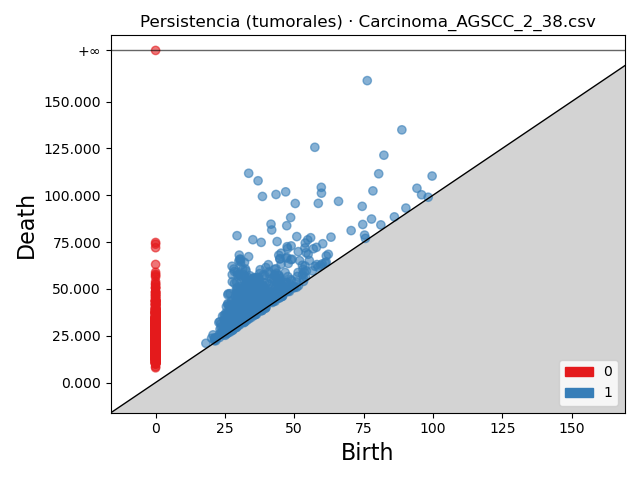 Persistencia (tumorales) · Carcinoma_AGSCC_2_38.csv
+∞
150.000
125.000
100.000
75.000
50.000
25.000
0.000
Death
0 25 50 75 100 125 150
Birth
0
1